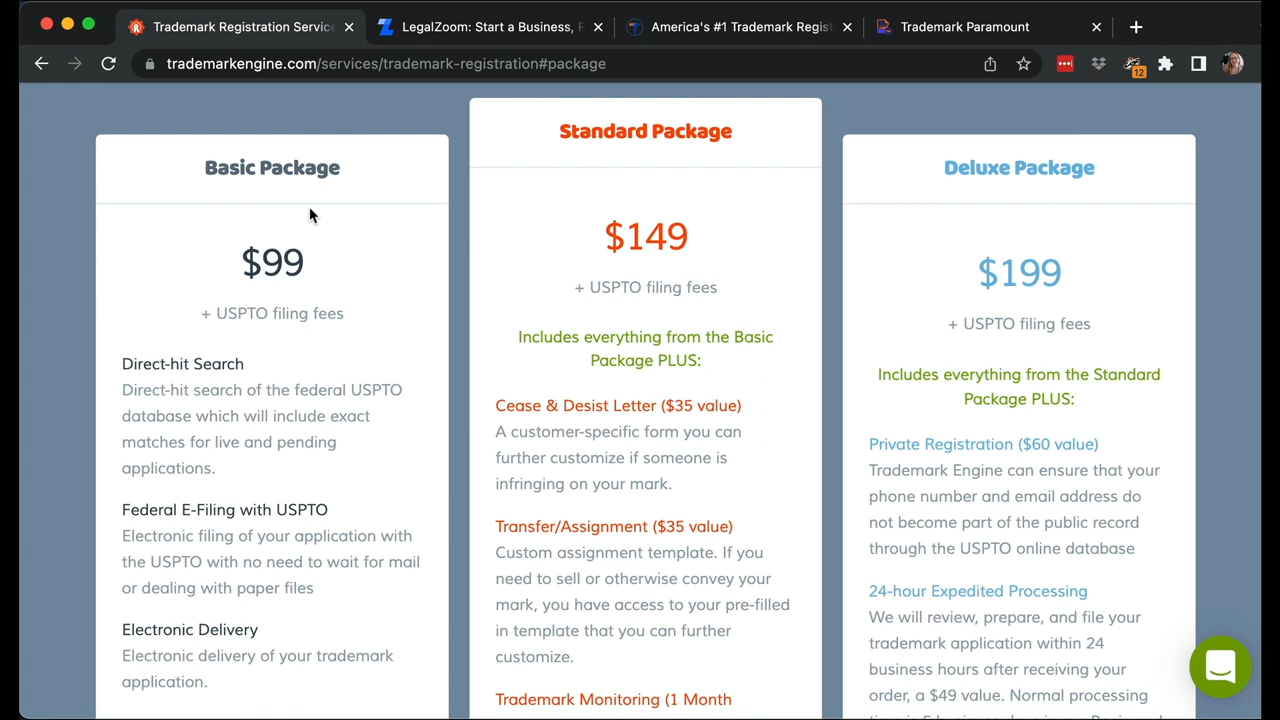 Trademark Registration Service
LegalZoom: Start a Business, P
America's #1 Trademark Regist
Trademark Paramount
trademarkengine.com/services/trademark-registration#package
12
Basic Package
$99
+ USPTO filing fees
Direct-hit Search
Direct-hit search of the federal USPTO
database which will include exact
matches for live and pending
applications.
Federal E-Filing with USPTO
Electronic filing of your application with
the USPTO with no need to wait for mail
or dealing with paper files
Electronic Delivery
Electronic delivery of your trademark
application.
Standard Package
$149
+ USPTO filing fees
Includes everything from the Basic
Package PLUS:
Cease & Desist Letter ($35 value)
A customer-specific form you can
further customize if someone is
infringing on your mark.
Transfer/Assignment ($35 value)
Custom assignment template. If you
need to sell or otherwise convey your
mark, you have access to your pre-filled
in template that you can further
customize.
Trademark Monitoring (1 Month
Deluxe Package
$199
+ USPTO filing fees
Includes everything from the Standard
Package PLUS:
Private Registration ($60 value)
Trademark Engine can ensure that your
phone number and email address do
not become part of the public record
through the USPTO online database
24-hour Expedited Processing
We will review, prepare, and file your
trademark application within 24
business hours after receiving your
order, a $49 value. Normal processing